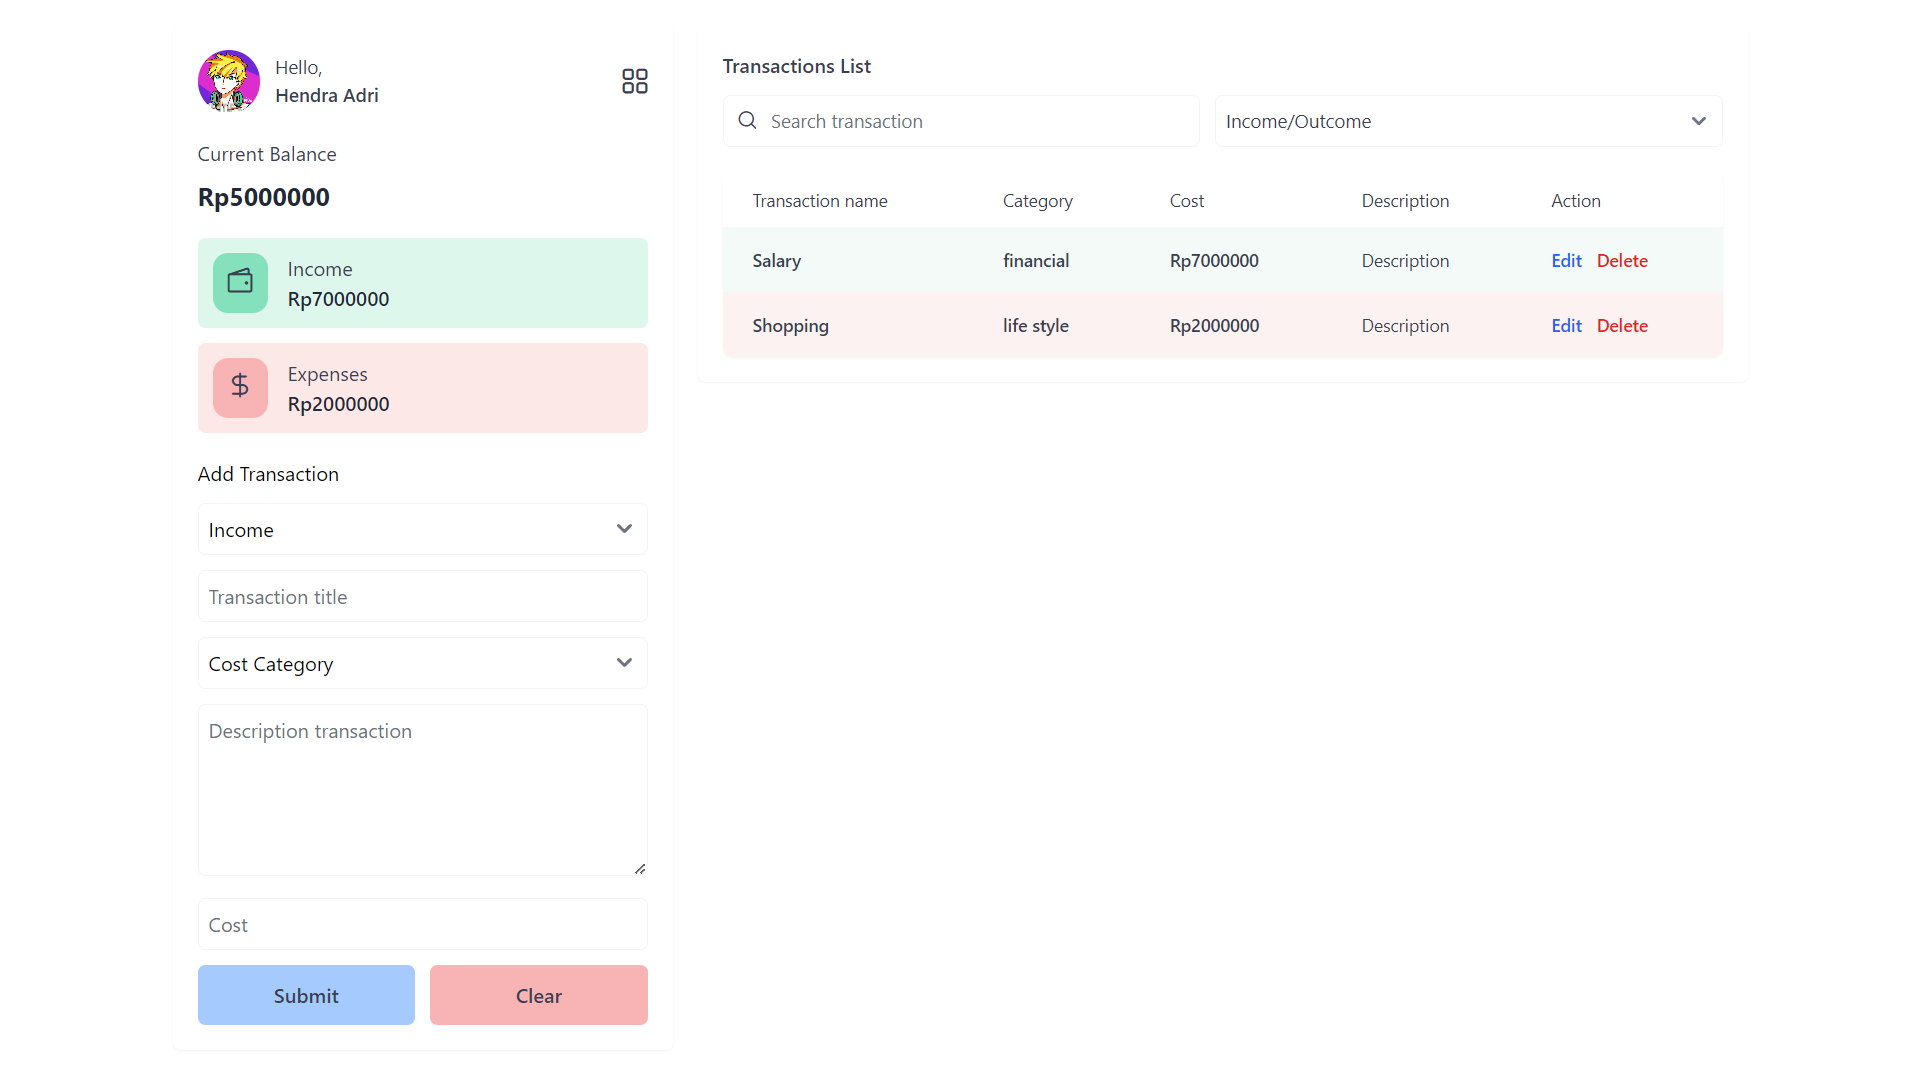 Hello,
Hendra Adri
Current Balance
Rp5000000
Income
Rp7000000
$
Expenses
Rp2000000
Add Transaction
Income
Transaction title
Cost Category
Description transaction
Cost
Submit Clear
Transactions List
Search transaction Income/Outcome
Transaction name Category Cost Description Action
Salary financial Rp7000000 Description Edit Delete
Shopping life style Rp2000000 Description Edit Delete